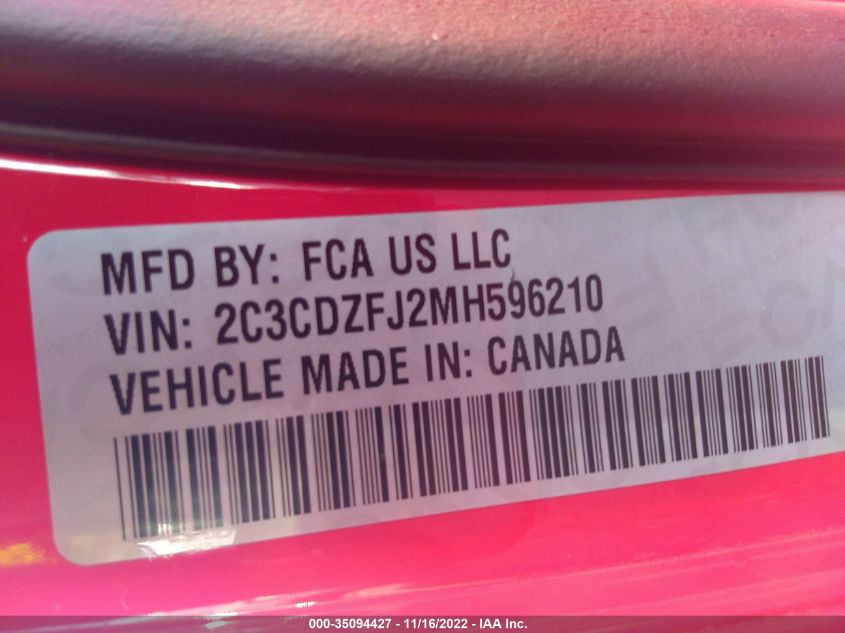 MFD BY: FCA US LLC
VIN: 2C3CDZFJ2MH596210
VEHICLE MADE IN: CANADA
000-35094427 - 11/16/2022 - IAA Inc.